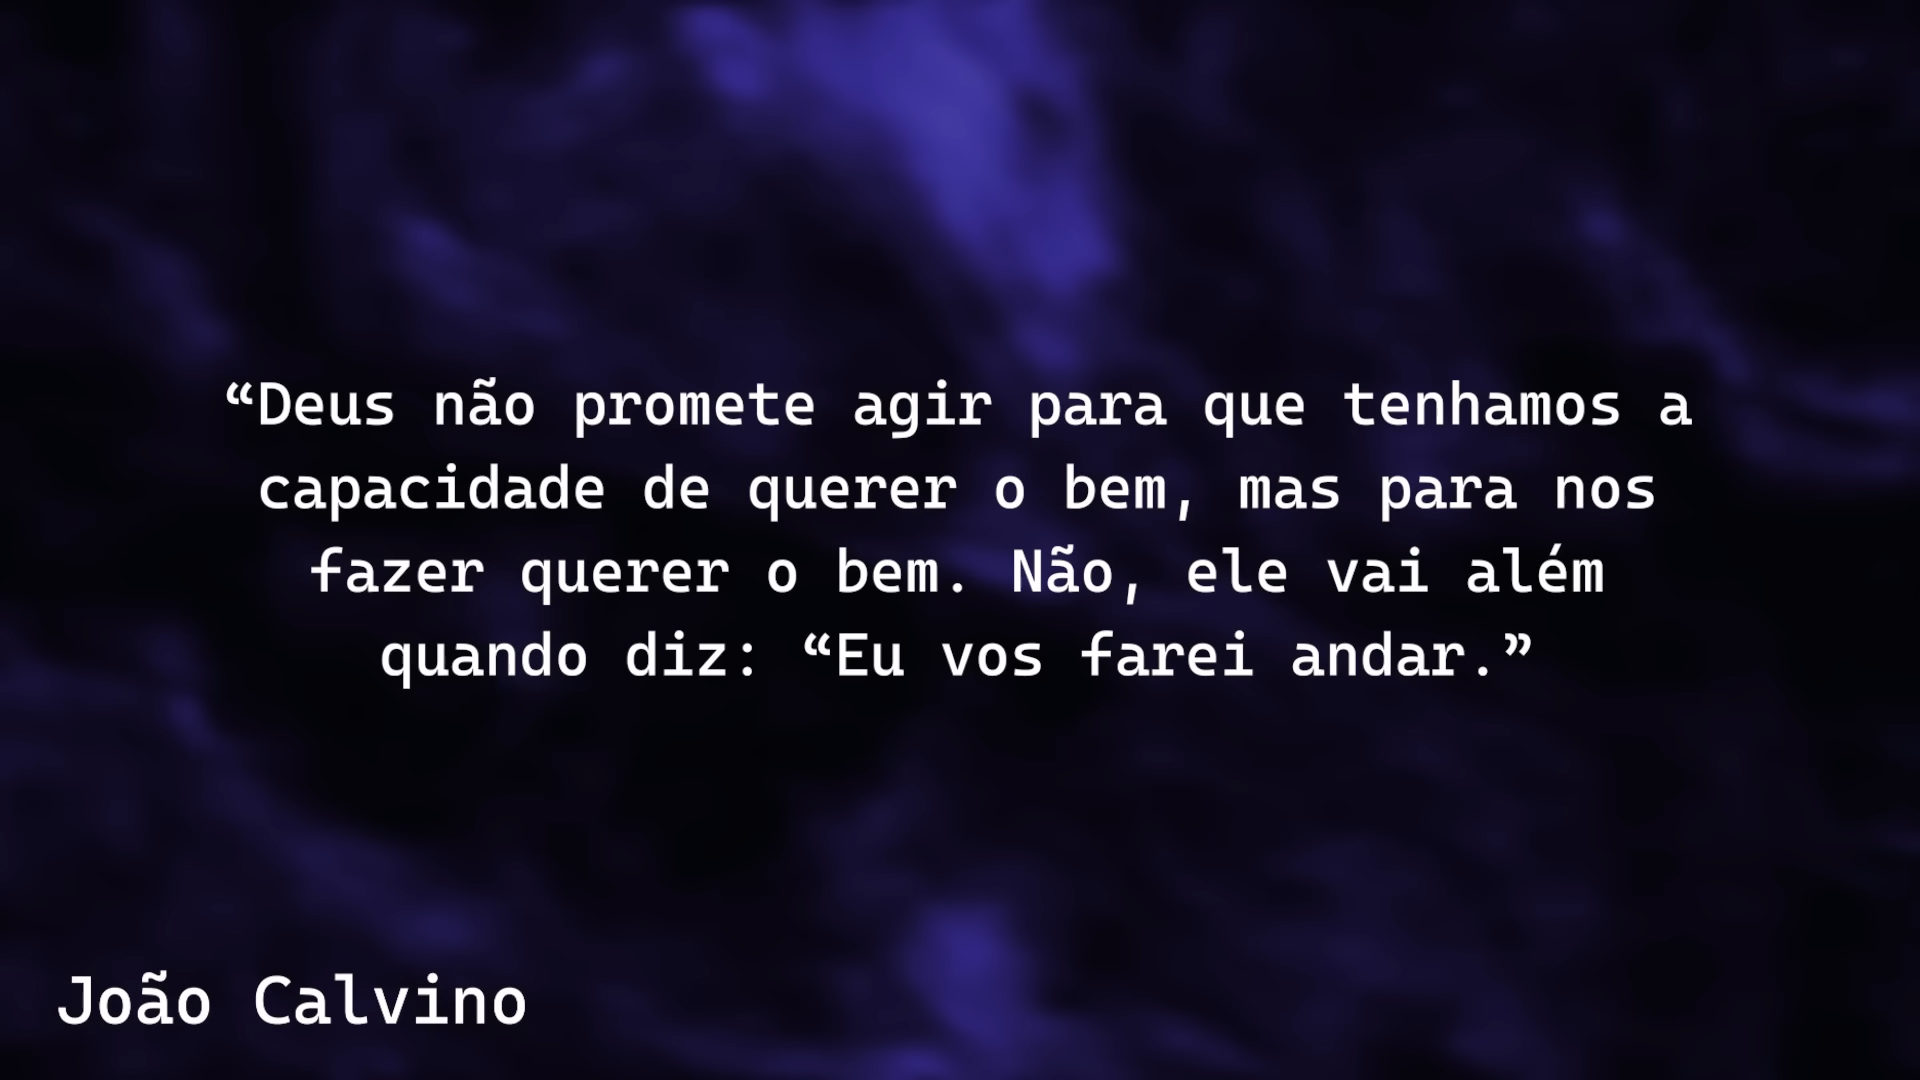 “Deus não promete agir para que tenhamos a
capacidade de querer o bem, mas para nos
fazer querer o bem. Não, ele vai além
quando diz: “Eu vos farei andar.”
João Calvino